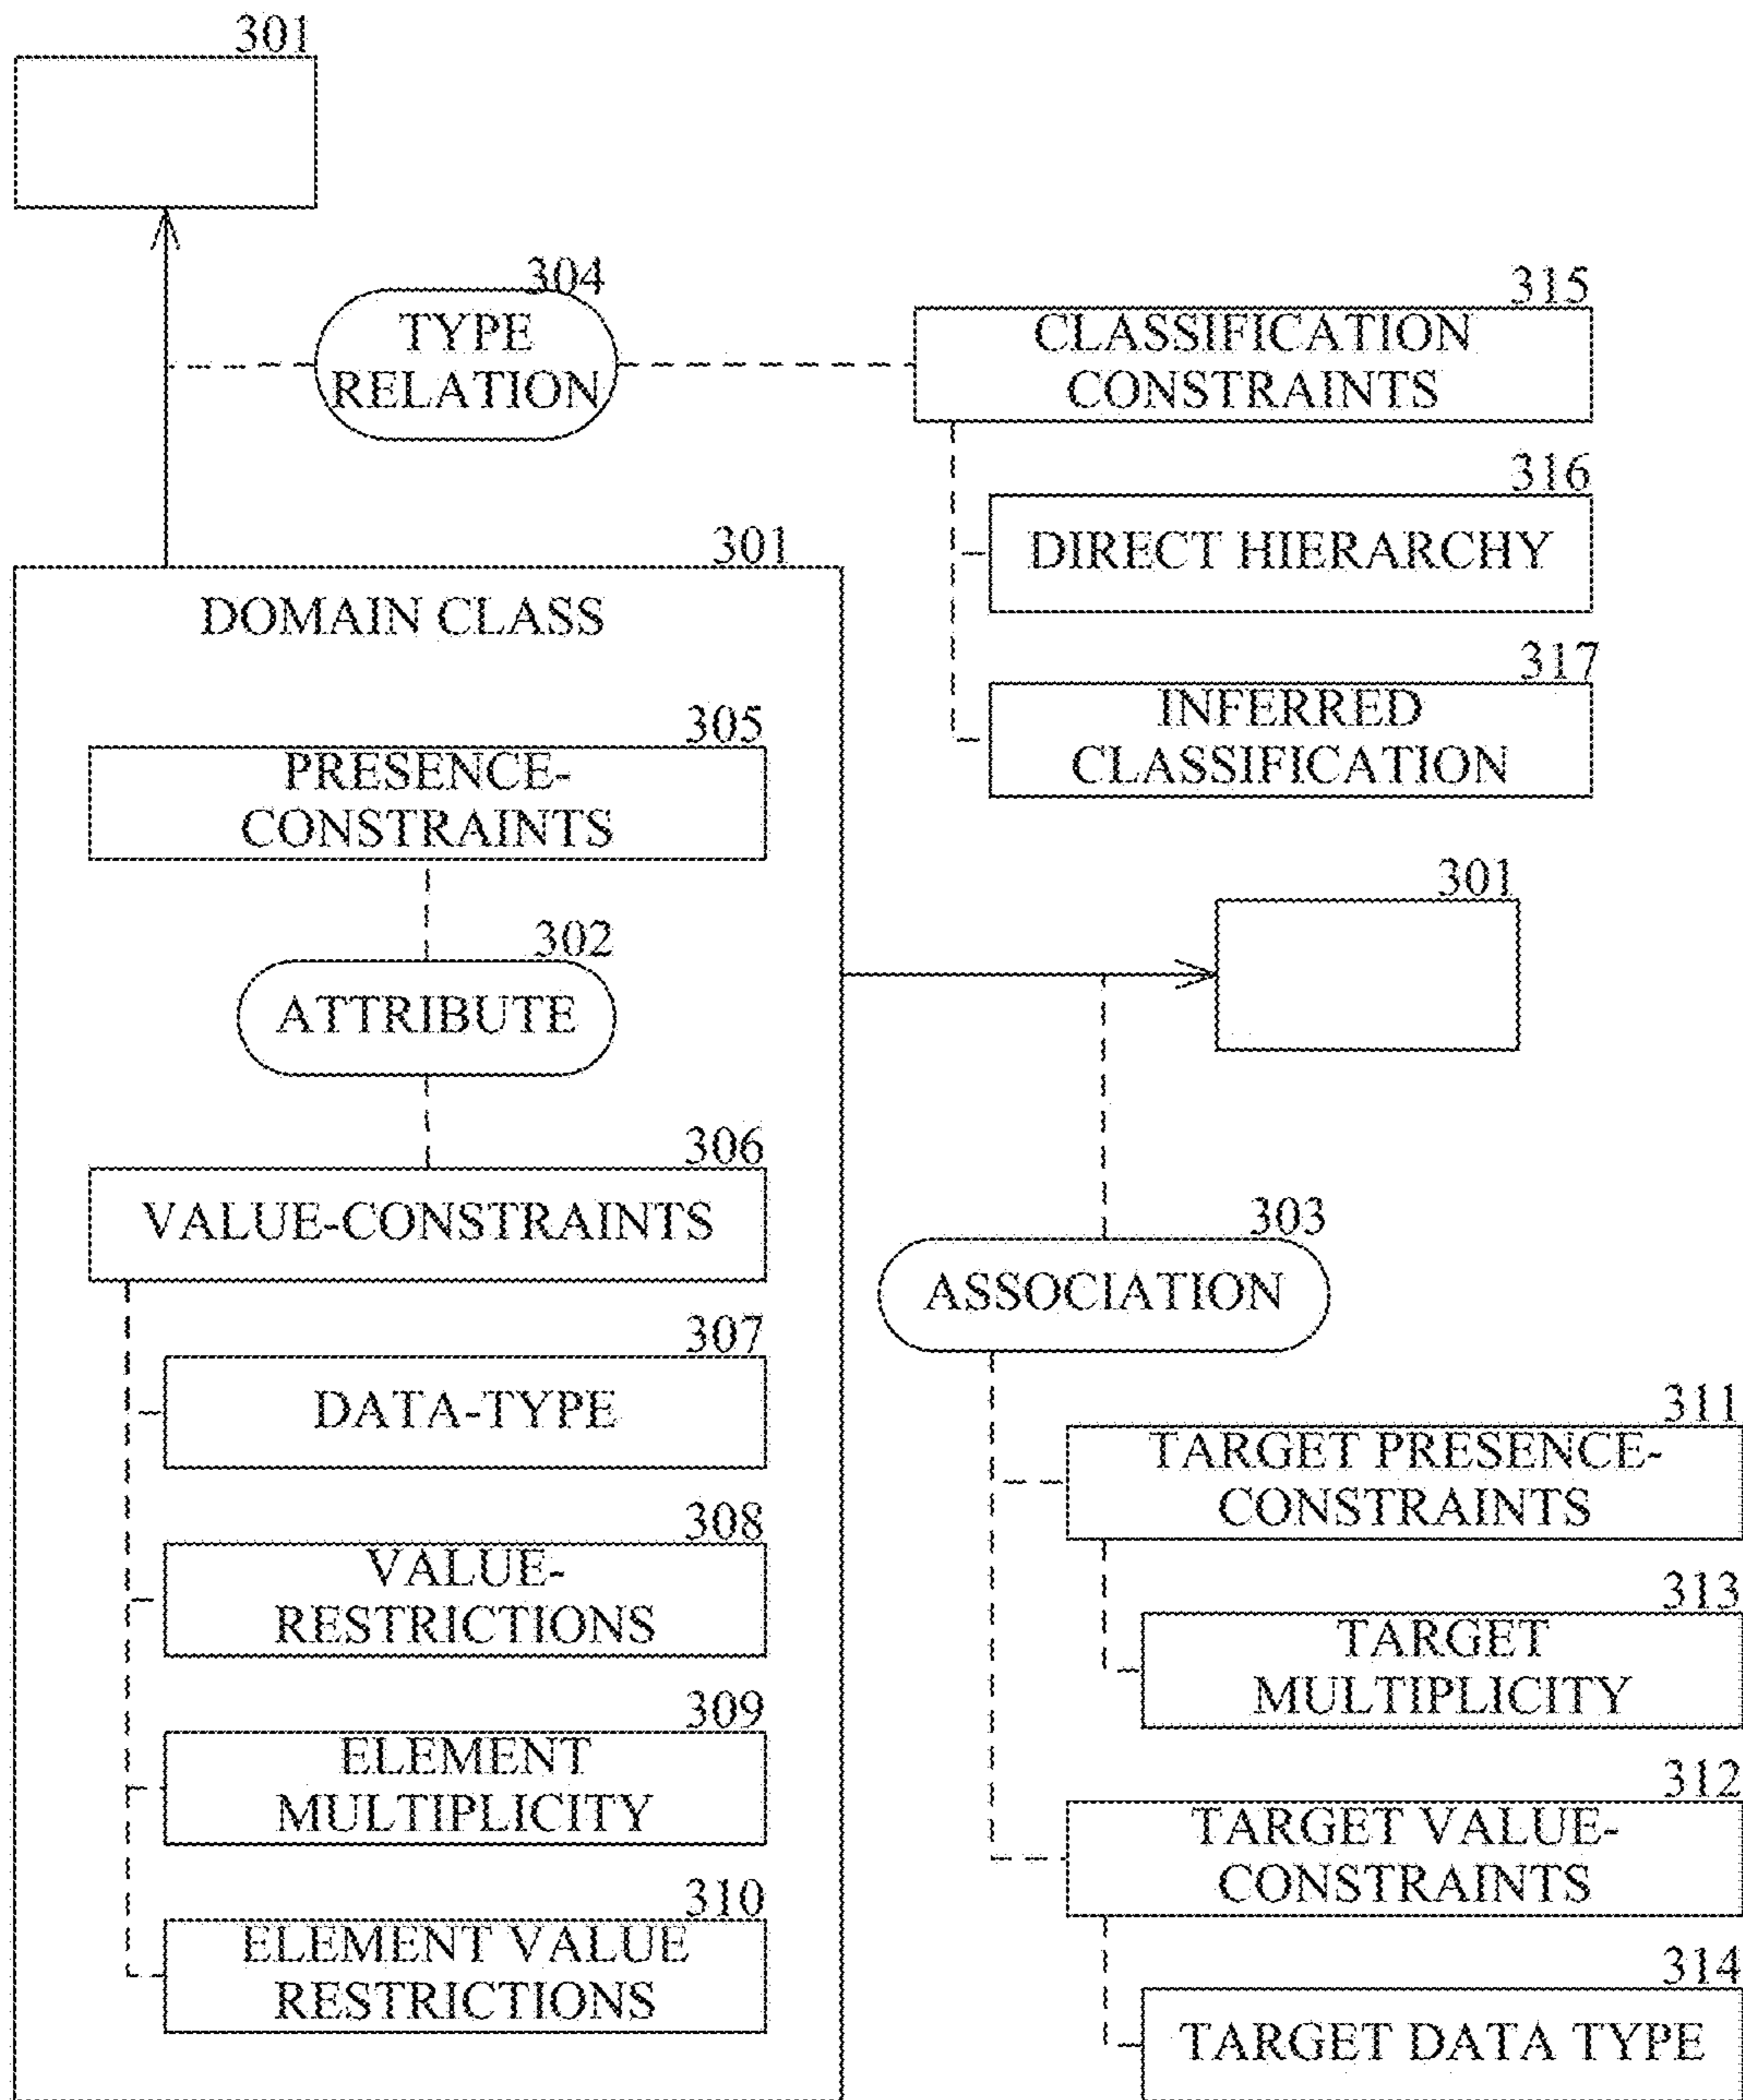 301
304
TYPE
RELATION
315
CLASSIFICATION
CONSTRAINTS
316
DIRECT HIERARCHY
317
INFERRED
CLASSIFICATION
301
DOMAIN CLASS
305
PRESENCE-
CONSTRAINTS
302
ATTRIBUTE
306
VALUE-CONSTRAINTS
307
DATA-TYPE
308
VALUE-
RESTRICTIONS
309
ELEMENT
MULTIPLICITY
310
ELEMENT VALUE
RESTRICTIONS
301
303
ASSOCIATION
311
TARGET PRESENCE-
CONSTRAINTS
313
TARGET
MULTIPLICITY
312
TARGET VALUE-
CONSTRAINTS
314
TARGET DATA TYPE